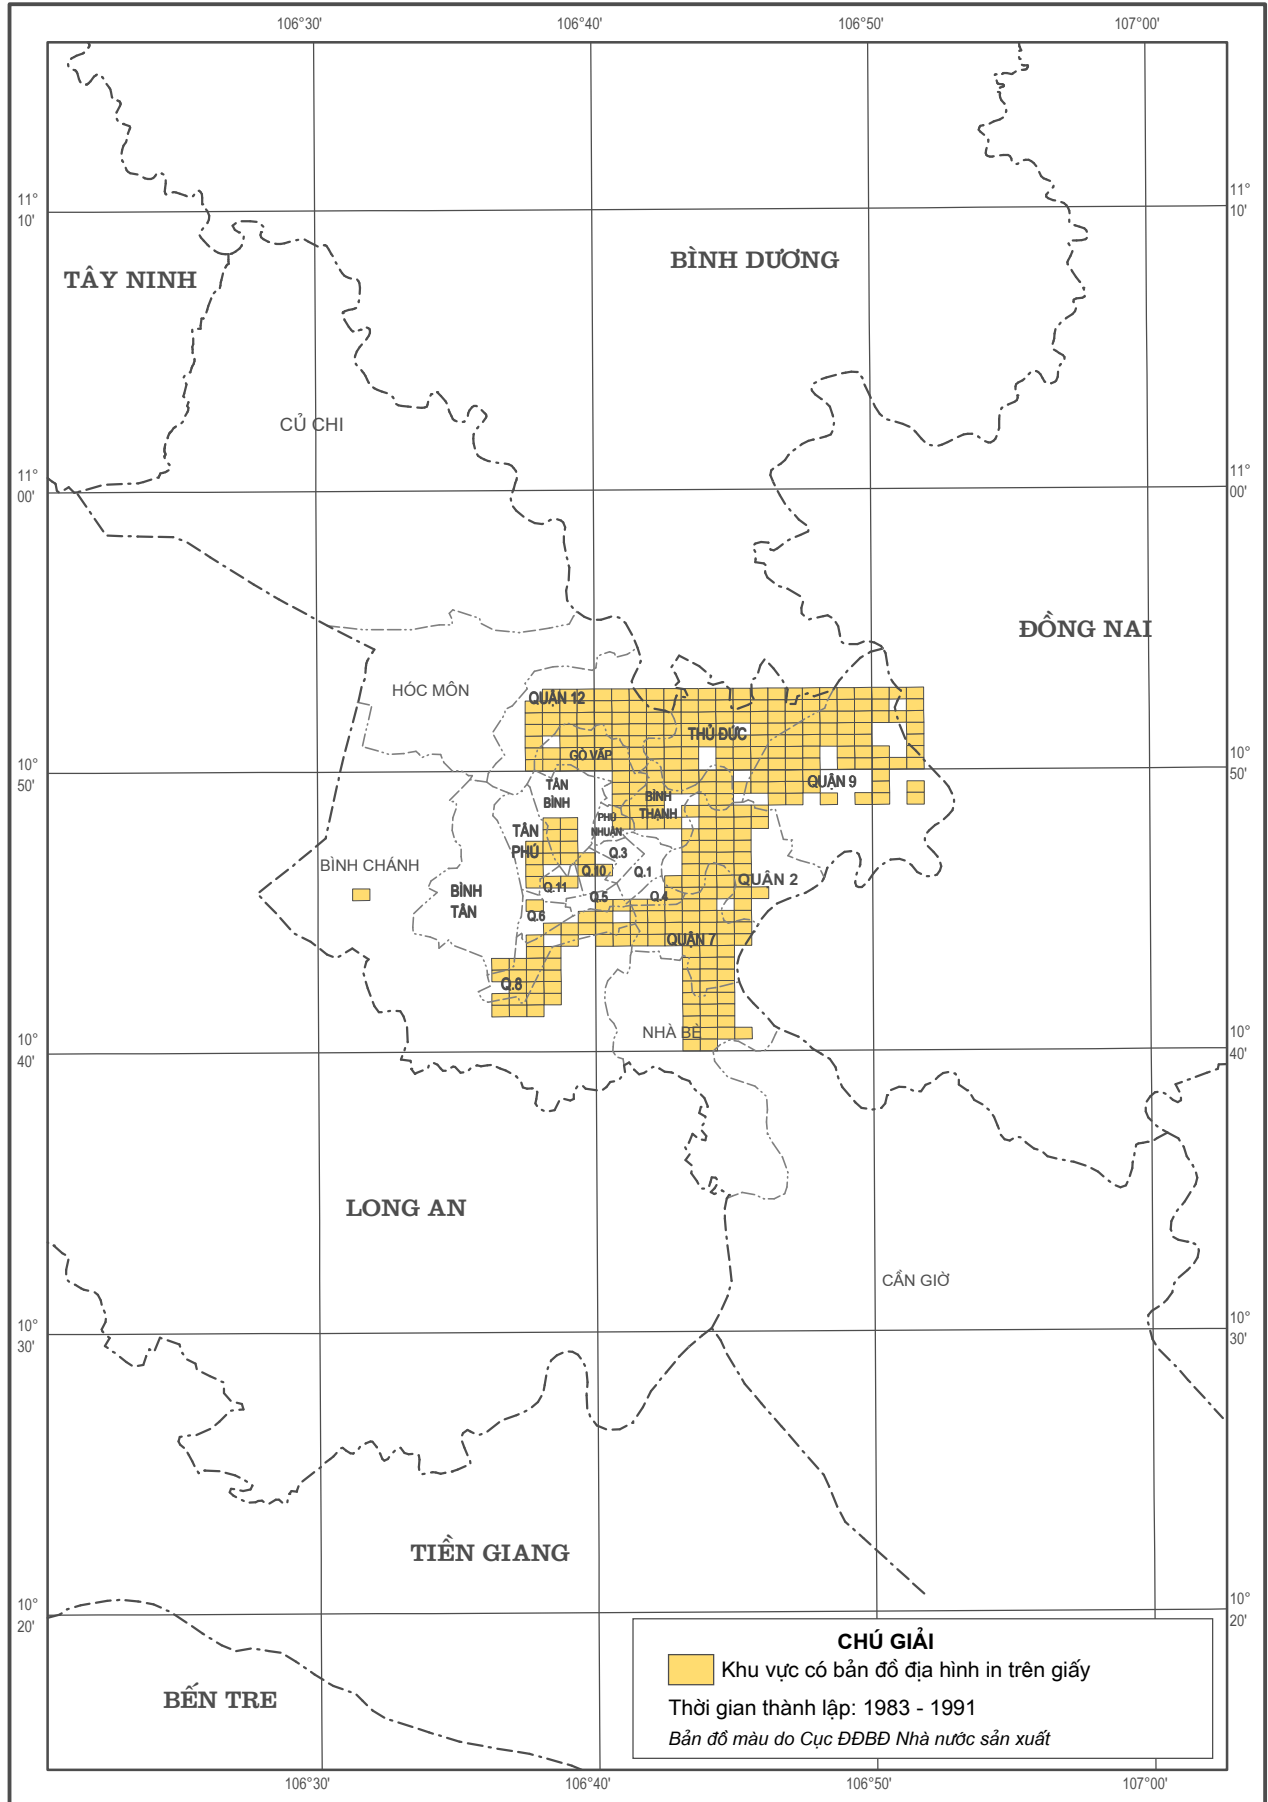 106°30'
106°40'
106°50'
107°00'
11°
10'
11°
10'
TÂY NINH
BÌNH DƯƠNG
CỦ CHI
11°
00'
11°
00'
ĐỒNG NAI
HÓC MÔN
QUẬN 12
THỦ ĐỨC
GÒ VẤP
10°
50'
10°
50'
TÂN
BÌNH
BÌNH
THẠNH
QUẬN 9
PHÚ
NHUẬN
TÂN
PHÚ
Q.3
BÌNH CHÁNH
Q.10
Q.1
QUẬN 2
Q.11
BÌNH
TÂN
Q.5
Q.4
Q.6
QUẬN 7
Q.8
NHÀ BÈ
10°
40'
10°
40'
LONG AN
CẦN GIỜ
10°
30'
10°
30'
TIỀN GIANG
10°
20'
10°
20'
BẾN TRE
CHÚ GIẢI
Khu vực có bản đồ địa hình in trên giấy
Thời gian thành lập: 1983 - 1991
Bản đồ màu do Cục ĐĐBĐ Nhà nước sản xuất
106°30'
106°40'
106°50'
107°00'